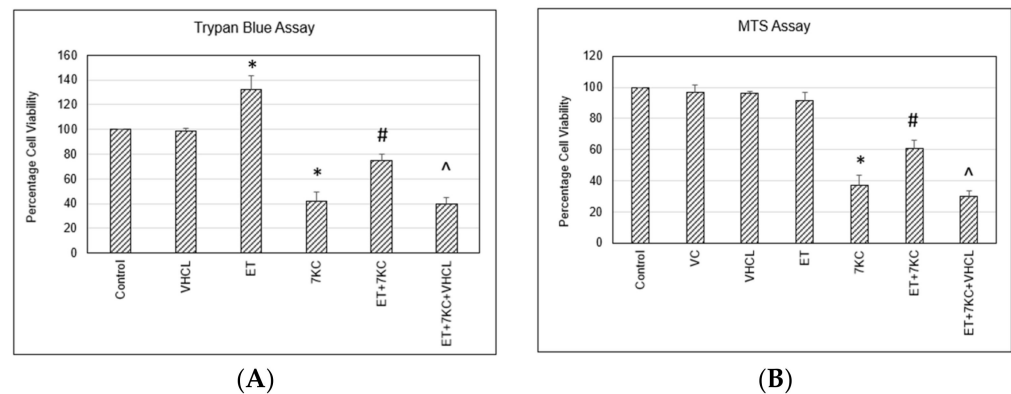 Trypan Blue Assay
Percentage Cell Viability
160
140
120
100
80
60
40
20
0
*
*
#
^
Control
VHCL
ET
7KC
ET+7KC
ET+7KC+VHCL
(A)
MTS Assay
Percentage Cell Viability
120
100
80
60
40
20
0
*
#
^
Control
VC
VHCL
ET
7KC
ET+7KC
ET+7KC+VHCL
(B)